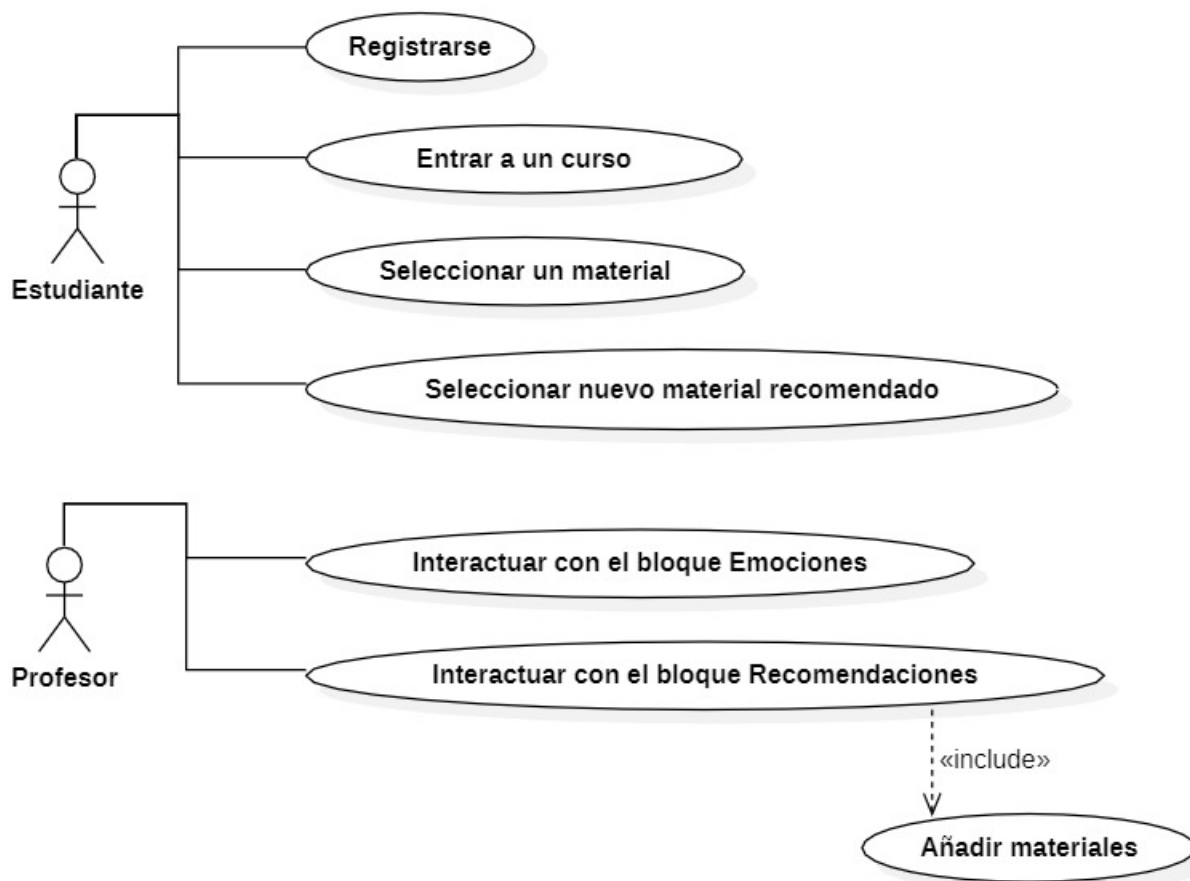 Registrarse
Entrar a un curso
Seleccionar un material
Estudiante
Seleccionar nuevo material recomendado
Interactuar con el bloque Emociones
Interactuar con el bloque Recomendaciones
Profesor
«include»
Añadir materiales